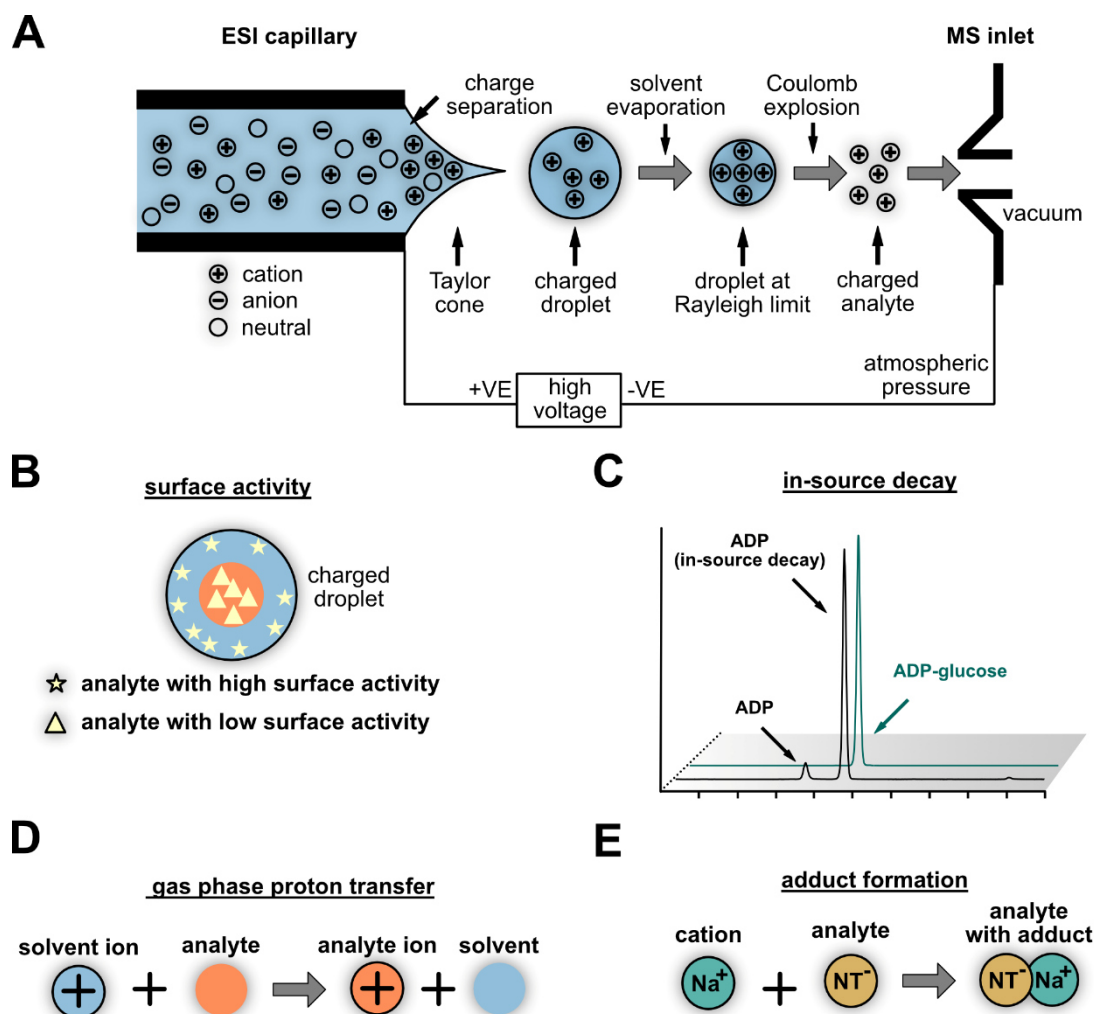 A
ESI capillary
MS inlet
charge
separation
solvent
evaporation
Coulomb
explosion
vacuum
+ cation
- anion
neutral
Taylor
cone
charged
droplet
droplet at
Rayleigh limit
charged
analyte
atmospheric
pressure
+VE
high
voltage
-VE
B
surface activity
charged
droplet
analyte with high surface activity
analyte with low surface activity
C
in-source decay
ADP
(in-source decay)
ADP-glucose
ADP
D
gas phase proton transfer
solvent ion
analyte
analyte ion
solvent
+ + + +
E
adduct formation
cation
analyte
analyte
with adduct
Na+ + NT- NT- Na+